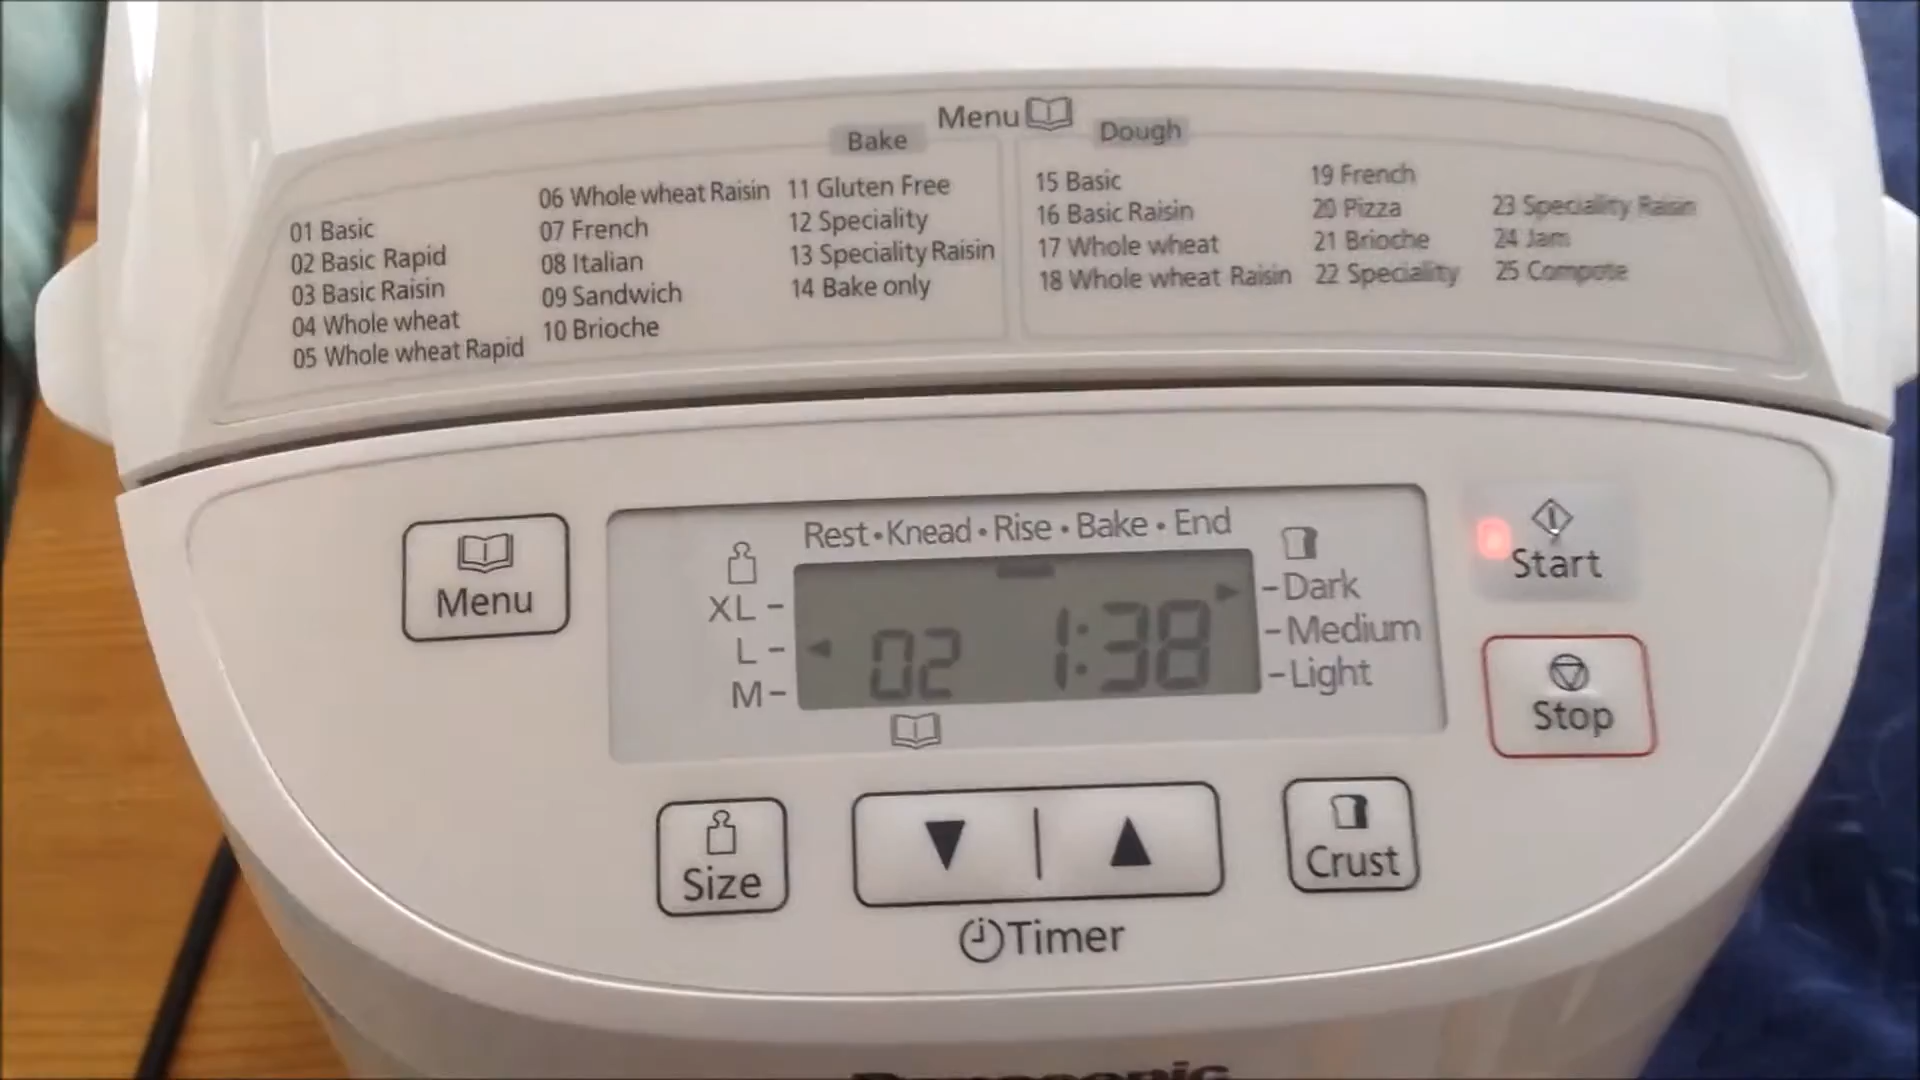 Menu
Bake
01 Basic
02 Basic Rapid
03 Basic Raisin
04 Whole wheat
05 Whole wheat Rapid
06 Whole wheat Raisin
07 French
08 Italian
09 Sandwich
10 Brioche
11 Gluten Free
12 Speciality
13 Speciality Raisin
14 Bake only
Dough
15 Basic
16 Basic Raisin
17 Whole wheat
18 Whole wheat Raisin
19 French
20 Pizza
21 Brioche
22 Speciality
23 Speciality Raisin
24 Jam
25 Compote
Menu
Rest • Knead • Rise • Bake • End
XL –
L –
M –
02 1:38
– Dark
– Medium
– Light
Start
Stop
Size
Timer
Crust
Panasonic